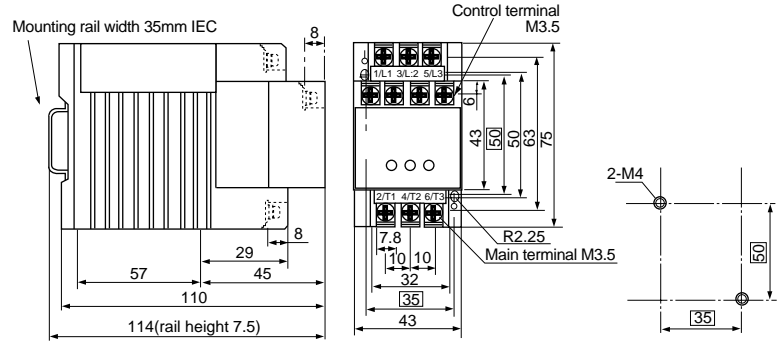 Mounting rail width 35mm IEC
8
Control terminal
M3.5
1/L1 3/L:2 5/L3
6
43
50
50
63
75
2/T1 4/T2 6/T3
R2.25
Main terminal M3.5
7.8
10
10
32
35
43
8
29
57
45
110
114(rail height 7.5)
2-M4
50
35